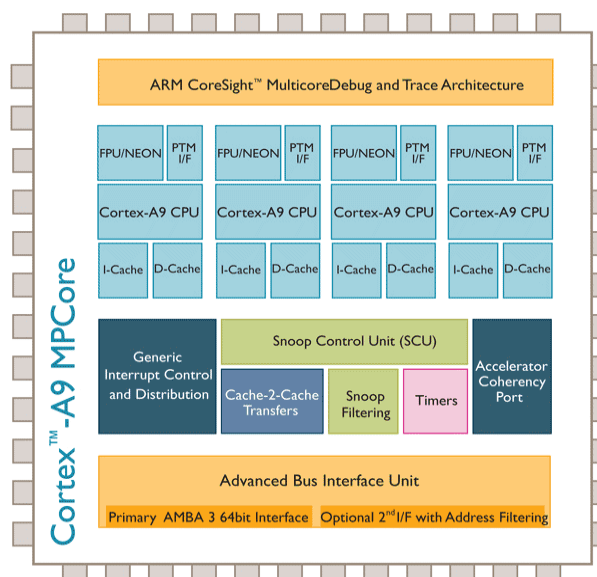 ARM CoreSight™ MulticoreDebug and Trace Architecture
FPU/NEON
PTM
I/F
FPU/NEON
PTM
I/F
FPU/NEON
PTM
I/F
FPU/NEON
PTM
I/F
Cortex-A9 CPU
Cortex-A9 CPU
Cortex-A9 CPU
Cortex-A9 CPU
I-Cache
D-Cache
I-Cache
D-Cache
I-Cache
D-Cache
I-Cache
D-Cache
Generic
Interrupt Control
and Distribution
Snoop Control Unit (SCU)
Cache-2-Cache
Transfers
Snoop
Filtering
Timers
Accelerator
Coherency
Port
Advanced Bus Interface Unit
Primary AMBA 3 64bit Interface
Optional 2nd I/F with Address Filtering
Cortex™-A9 MPCore